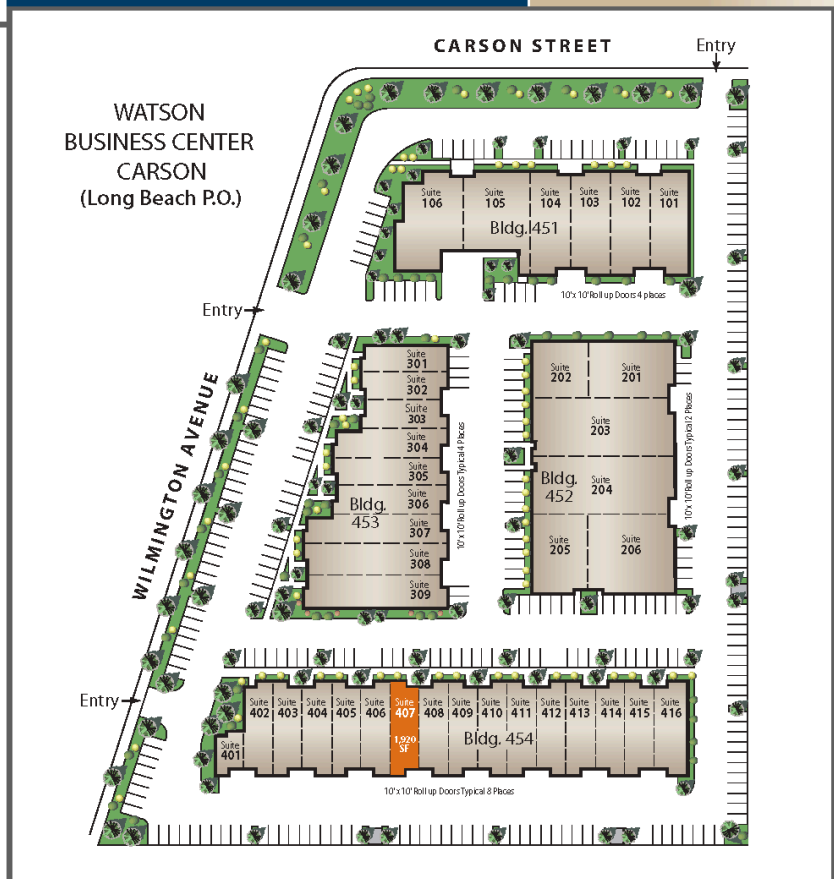 CARSON STREET
Entry
WATSON
BUSINESS CENTER
CARSON
(Long Beach P.O.)
Suite
106
Suite
105
Suite
104
Suite
103
Suite
102
Suite
101
Bldg. 451
10'x 10' Roll up Doors 4 places
Entry
WILMINGTON AVENUE
Suite
301
Suite
302
Suite
303
Suite
304
Suite
305
Suite
306
Suite
307
Suite
308
Suite
309
Bldg.
453
10'x 10' Roll up Doors Typical 4 Places
Suite
202
Suite
201
Suite
203
Suite
204
Bldg.
452
Suite
205
Suite
206
10'x 10' Roll up Doors Typical 2 Places
Entry
Suite
401
Suite
402
Suite
403
Suite
404
Suite
405
Suite
406
Suite
407
1,920
SF
Suite
408
Suite
409
Suite
410
Suite
411
Suite
412
Suite
413
Suite
414
Suite
415
Suite
416
Bldg. 454
10'x 10' Roll up Doors Typical 8 Places